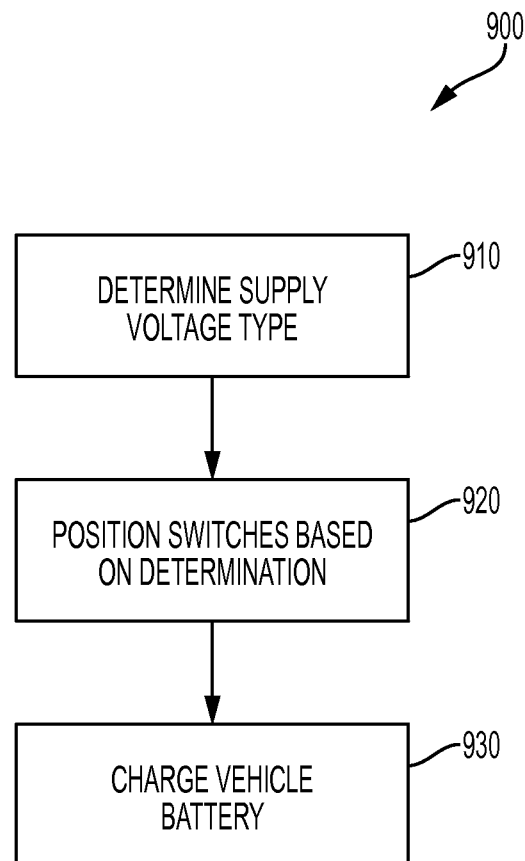 900
DETERMINE SUPPLY
VOLTAGE TYPE
910
POSITION SWITCHES BASED
ON DETERMINATION
920
CHARGE VEHICLE
BATTERY
930